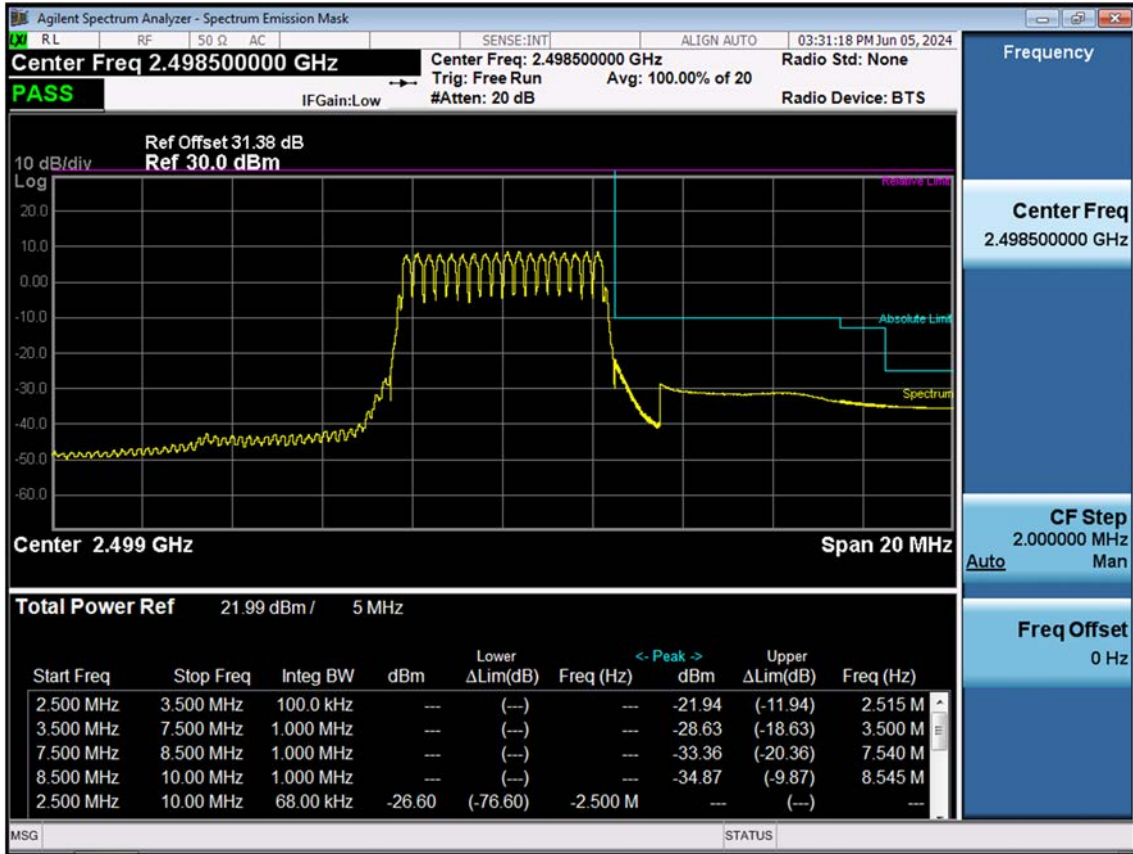 Agilent Spectrum Analyzer - Spectrum Emission Mask
LXI RL RF 50 Ω AC SENSE:INT ALIGN AUTO 03:31:18 PM Jun 05, 2024
Center Freq 2.498500000 GHz
PASS
IFGain:Low
Center Freq: 2.498500000 GHz
Trig: Free Run Avg: 100.00% of 20
#Atten: 20 dB
Radio Std: None
Radio Device: BTS
Ref Offset 31.38 dB
10 dB/div Ref 30.0 dBm
Log
Relative Limit
20.0
10.0
0.00
-10.0
Absolute Limit
-20.0
-30.0
Spectrum
-40.0
-50.0
-60.0
Center 2.499 GHz Span 20 MHz
Total Power Ref 21.99 dBm / 5 MHz
Lower <- Peak -> Upper
Start Freq Stop Freq Integ BW dBm ΔLim(dB) Freq (Hz) dBm ΔLim(dB) Freq (Hz)
2.500 MHz 3.500 MHz 100.0 kHz --- (---) --- -21.94 (-11.94) 2.515 M
3.500 MHz 7.500 MHz 1.000 MHz --- (---) --- -28.63 (-18.63) 3.500 M
7.500 MHz 8.500 MHz 1.000 MHz --- (---) --- -33.36 (-20.36) 7.540 M
8.500 MHz 10.00 MHz 1.000 MHz --- (---) --- -34.87 (-9.87) 8.545 M
2.500 MHz 10.00 MHz 68.00 kHz -26.60 (-76.60) -2.500 M --- (---) ---
MSG STATUS
Frequency
Center Freq
2.498500000 GHz
CF Step
2.000000 MHz
Auto Man
Freq Offset
0 Hz